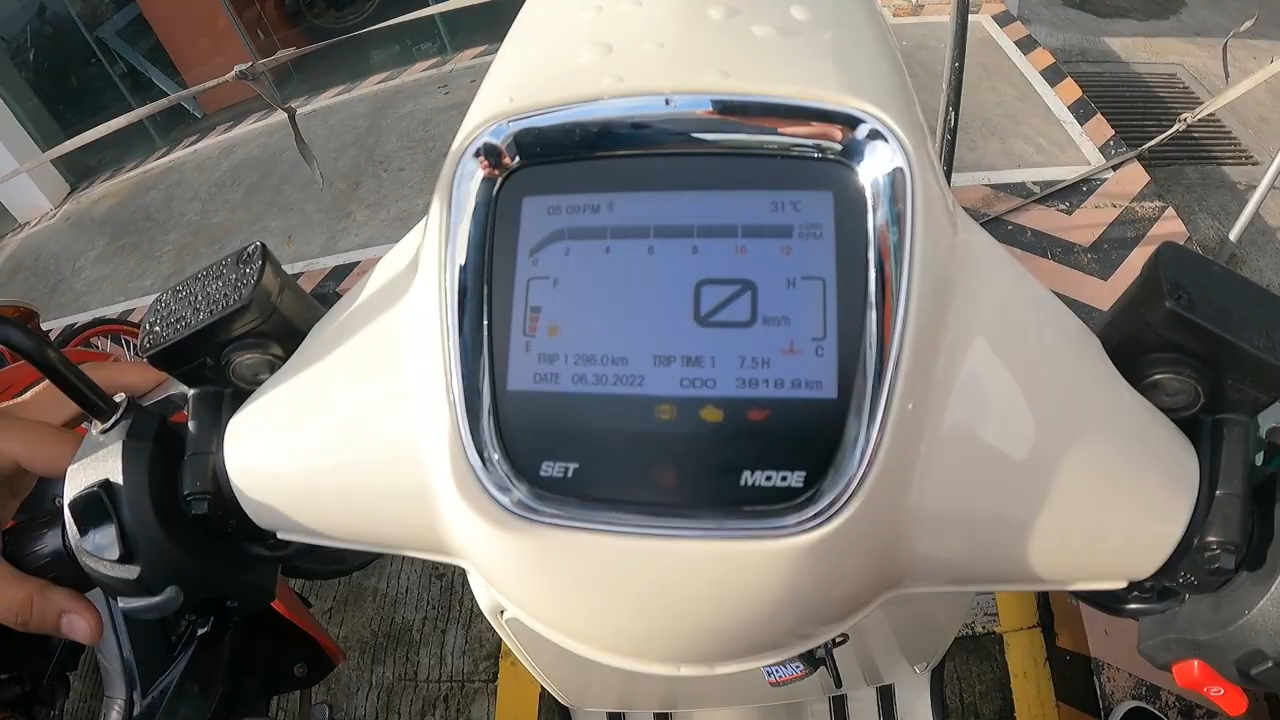 05:09 PM 31 ℃
RPM
0 2 4 6 8 10 12
F H
0 km/h
E C
TRIP 1 296.0 km TRIP TIME 1 7.5 H
DATE 06.30.2022 ODO 3818.8 km
SET MODE